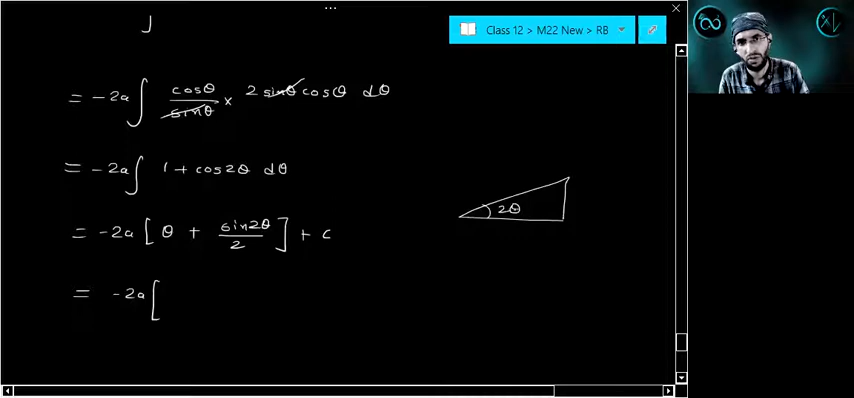 Class 12 > M22 New > RB
= -2a ∫ cosθ/sinθ × 2 sinθ cosθ dθ
= -2a ∫ 1 + cos2θ dθ
= -2a [ θ + sin2θ/2 ] + c
2θ
= -2a [